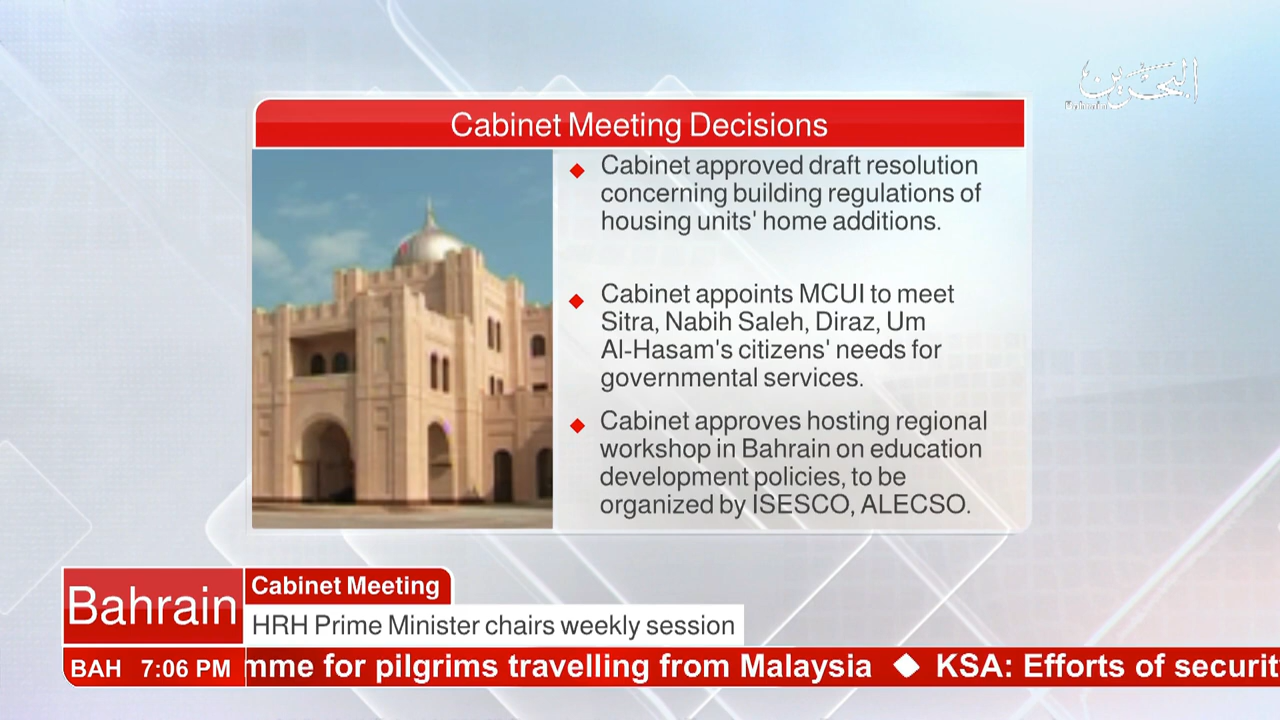 البحرين
Bahrain
Cabinet Meeting Decisions
Cabinet approved draft resolution
concerning building regulations of
housing units' home additions.
Cabinet appoints MCUI to meet
Sitra, Nabih Saleh, Diraz, Um
Al-Hasam's citizens' needs for
governmental services.
Cabinet approves hosting regional
workshop in Bahrain on education
development policies, to be
organized by ISESCO, ALECSO.
Bahrain
Cabinet Meeting
HRH Prime Minister chairs weekly session
BAH 7:06 PM mme for pilgrims travelling from Malaysia ◆ KSA: Efforts of securit